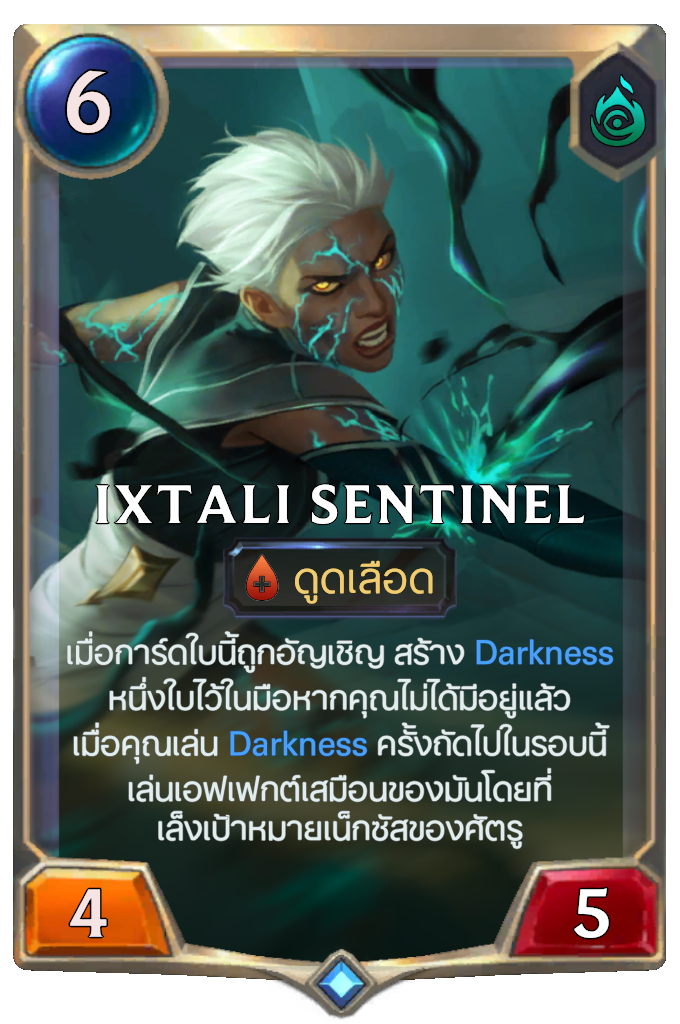 6
IXTALI SENTINEL
ดูดเลือด
เมื่อการ์ดใบนี้ถูกอัญเชิญ สร้าง Darkness
หนึ่งใบไว้ในมือหากคุณไม่ได้มีอยู่แล้ว
เมื่อคุณเล่น Darkness ครั้งถัดไปในรอบนี้
เล่นเอฟเฟกต์เสมือนของมันโดยที่
เล็งเป้าหมายเน็กซัสของศัตรู
4
5